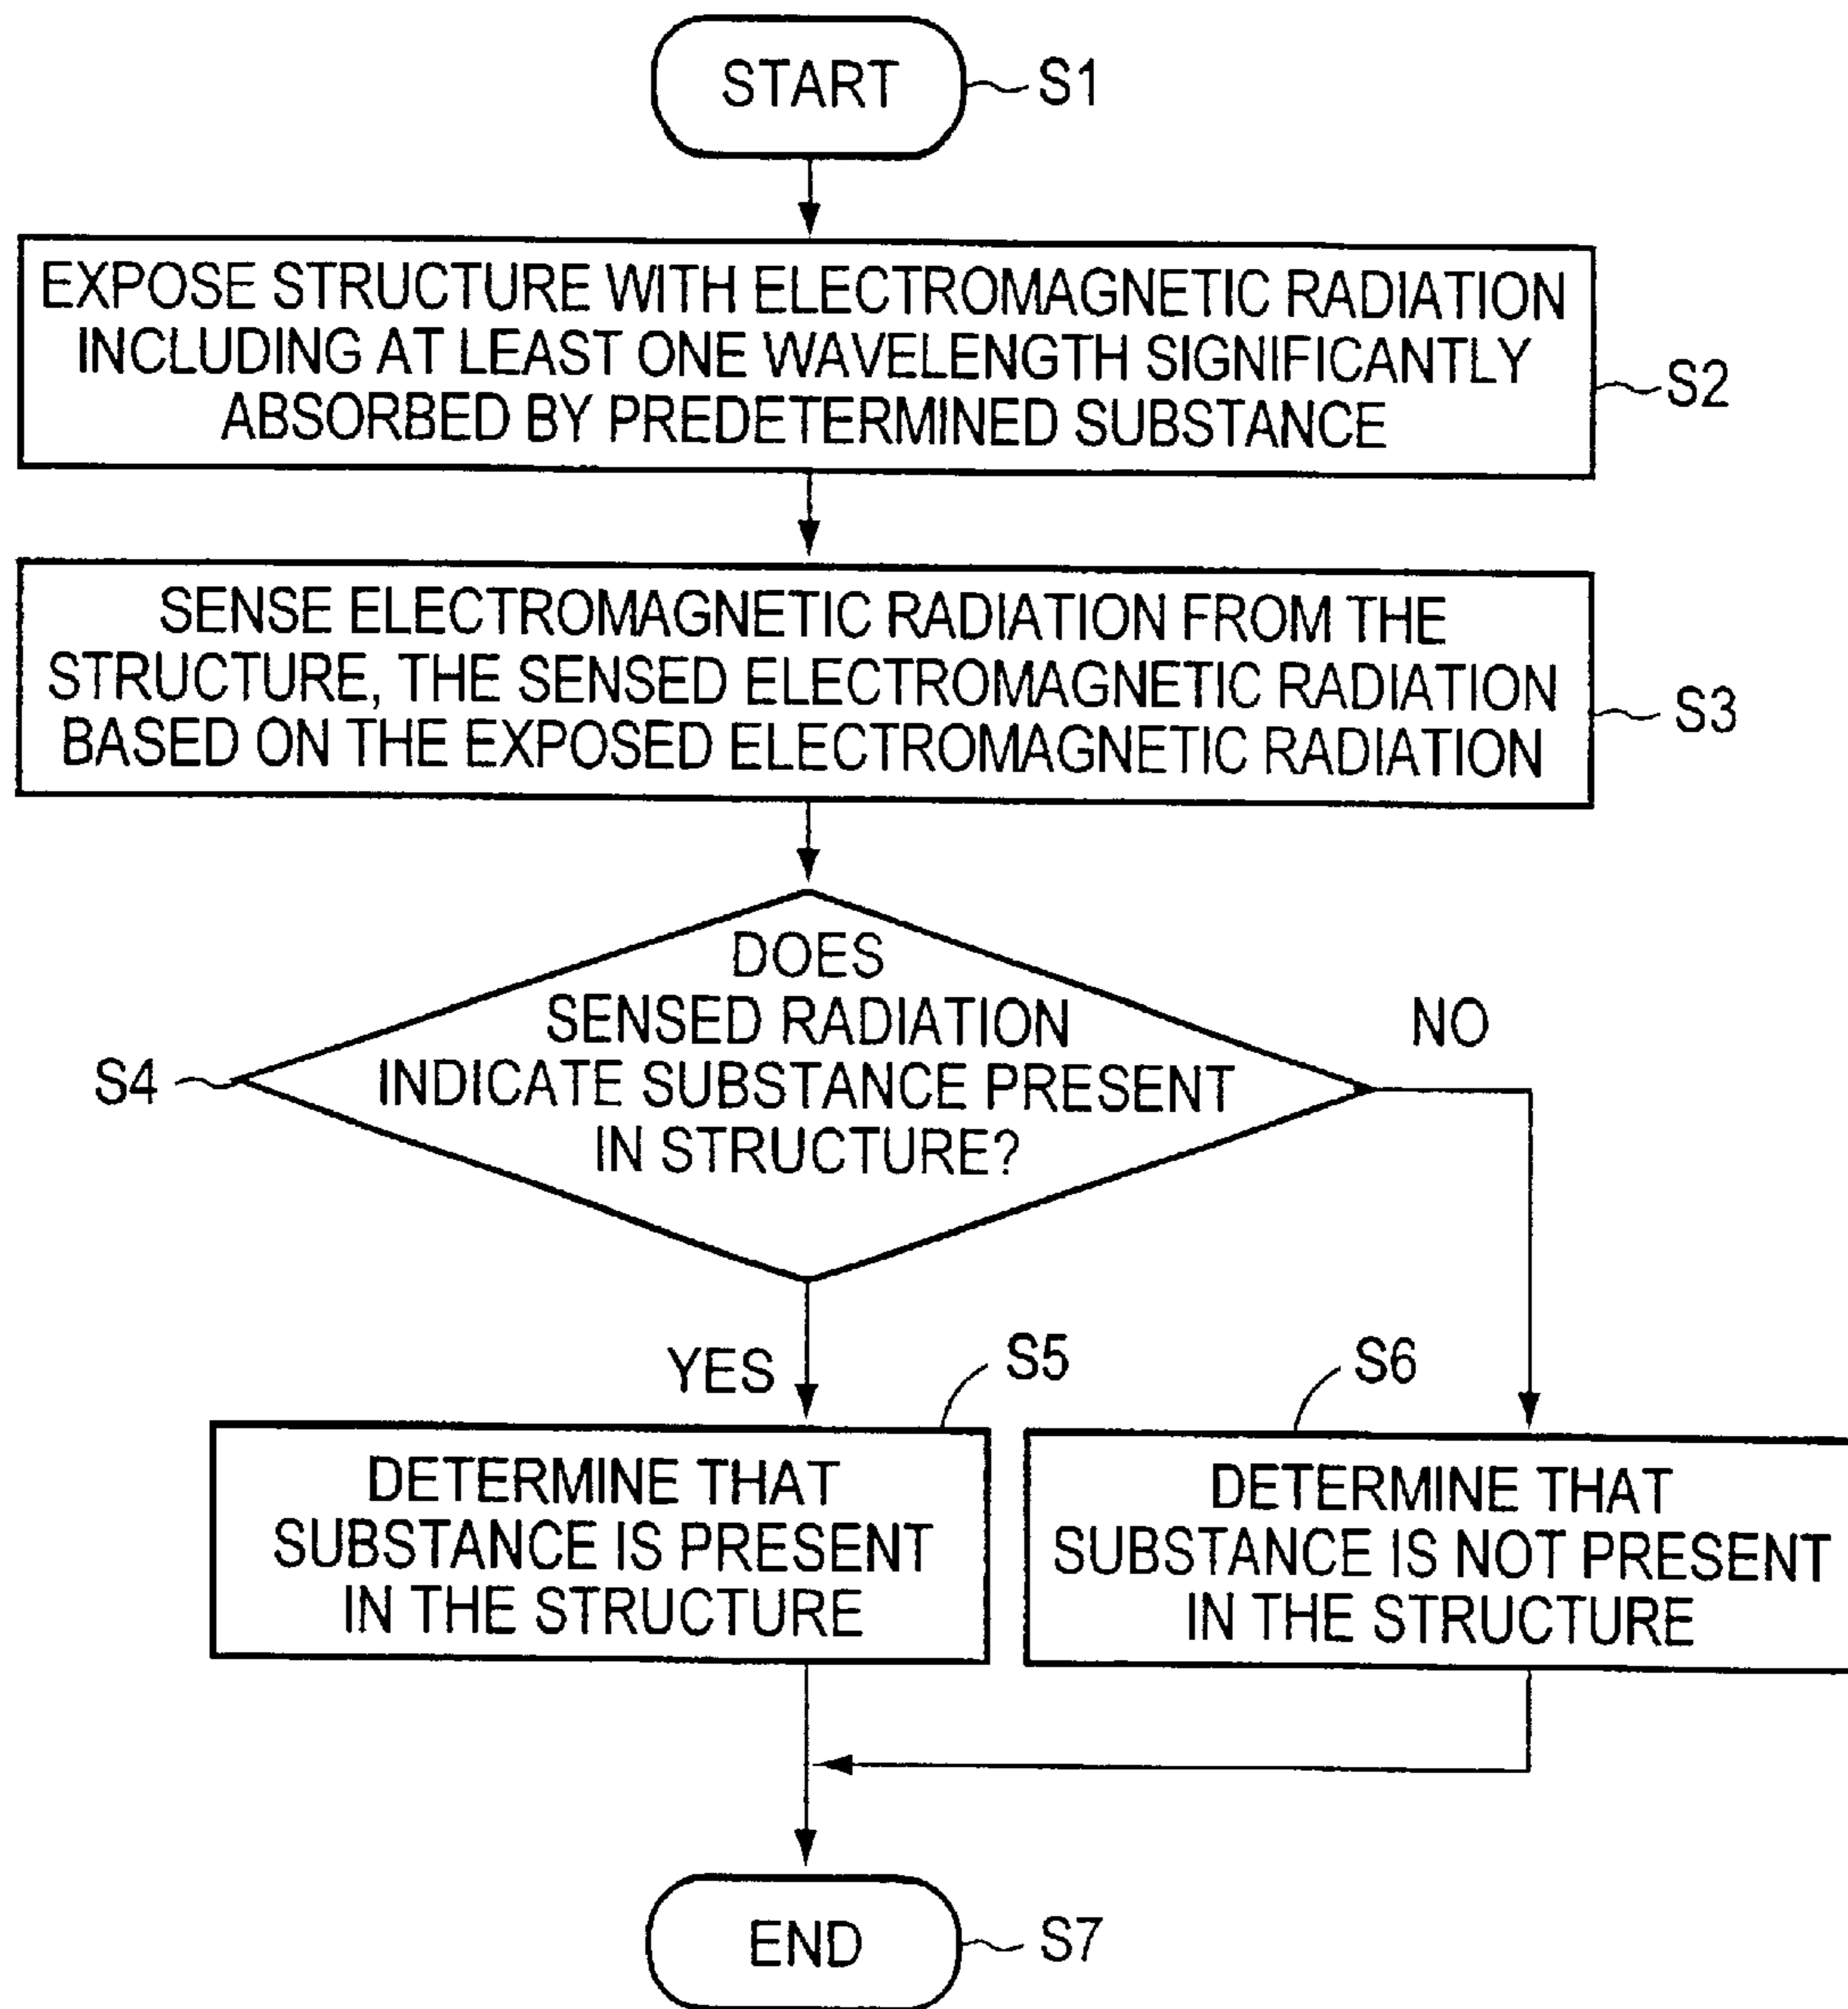 START
S1
EXPOSE STRUCTURE WITH ELECTROMAGNETIC RADIATION
INCLUDING AT LEAST ONE WAVELENGTH SIGNIFICANTLY
ABSORBED BY PREDETERMINED SUBSTANCE
S2
SENSE ELECTROMAGNETIC RADIATION FROM THE
STRUCTURE, THE SENSED ELECTROMAGNETIC RADIATION
BASED ON THE EXPOSED ELECTROMAGNETIC RADIATION
S3
DOES
SENSED RADIATION
INDICATE SUBSTANCE PRESENT
IN STRUCTURE?
S4
NO
YES
S5
S6
DETERMINE THAT
SUBSTANCE IS PRESENT
IN THE STRUCTURE
DETERMINE THAT
SUBSTANCE IS NOT PRESENT
IN THE STRUCTURE
END
S7